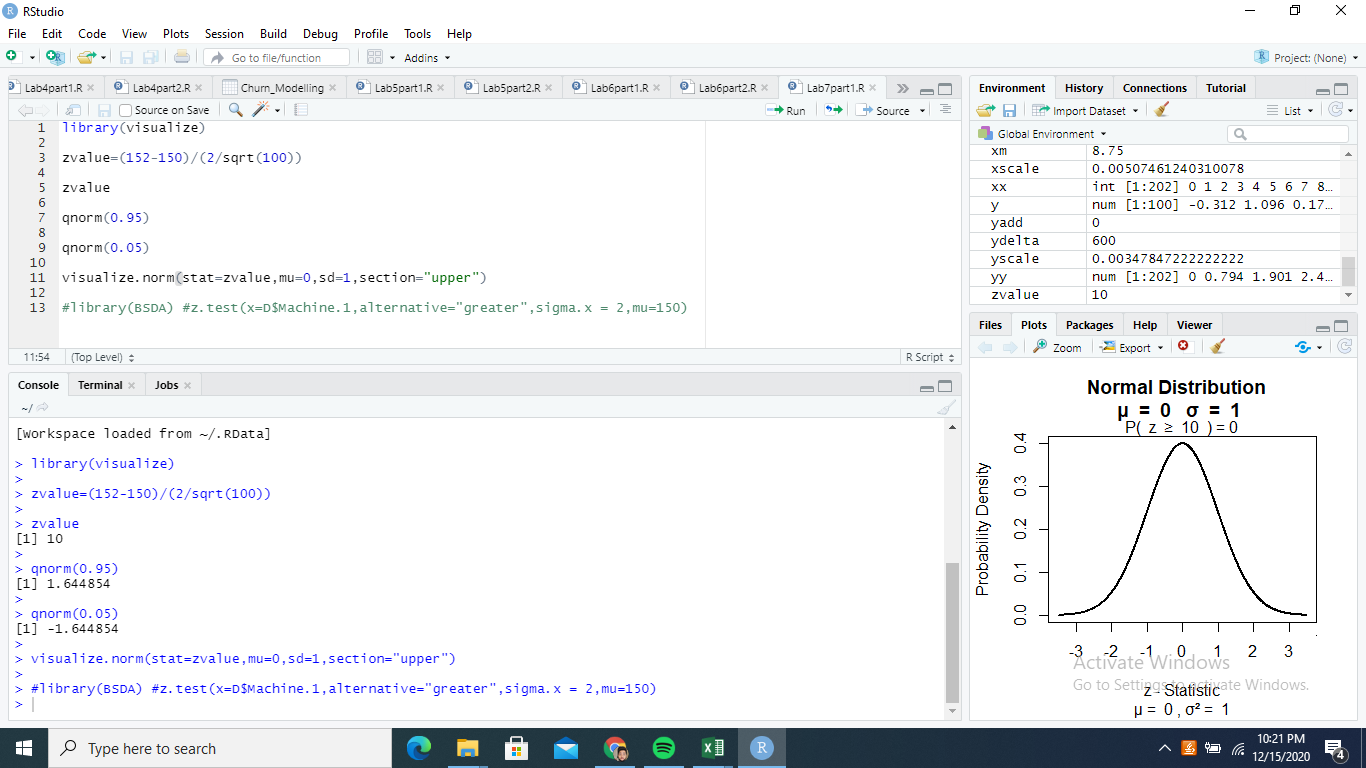 RStudio
File Edit Code View Plots Session Build Debug Profile Tools Help
Go to file/function Addins Project: (None)
Lab4part1.R Lab4part2.R Churn_Modelling Lab5part1.R Lab5part2.R Lab6part1.R Lab6part2.R Lab7part1.R
Source on Save Run Source
1 library(visualize)
2
3 zvalue=(152-150)/(2/sqrt(100))
4
5 zvalue
6
7 qnorm(0.95)
8
9 qnorm(0.05)
10
11 visualize.norm(stat=zvalue,mu=0,sd=1,section="upper")
12
13 #library(BSDA) #z.test(x=D$Machine.1,alternative="greater",sigma.x = 2,mu=150)
11:54 (Top Level) R Script
Console Terminal Jobs
~/
[Workspace loaded from ~/.RData]
> library(visualize)
>
> zvalue=(152-150)/(2/sqrt(100))
>
> zvalue
[1] 10
>
> qnorm(0.95)
[1] 1.644854
>
> qnorm(0.05)
[1] -1.644854
>
> visualize.norm(stat=zvalue,mu=0,sd=1,section="upper")
>
> #library(BSDA) #z.test(x=D$Machine.1,alternative="greater",sigma.x = 2,mu=150)
>
Environment History Connections Tutorial
Import Dataset List
Global Environment
xm 8.75
xscale 0.00507461240310078
xx int [1:202] 0 1 2 3 4 5 6 7 8…
y num [1:100] -0.312 1.096 0.17…
yadd 0
ydelta 600
yscale 0.00347847222222222
yy num [1:202] 0 0.794 1.901 2.4…
zvalue 10
Files Plots Packages Help Viewer
Zoom Export
Normal Distribution
μ = 0 σ = 1
P( z ≥ 10 ) = 0
Probability Density
0.0 0.1 0.2 0.3 0.4
-3 -2 -1 0 1 2 3
Activate Windows
Go to Settings to activate Windows.
z - Statistic
μ = 0 , σ² = 1
Type here to search
10:21 PM
12/15/2020
4